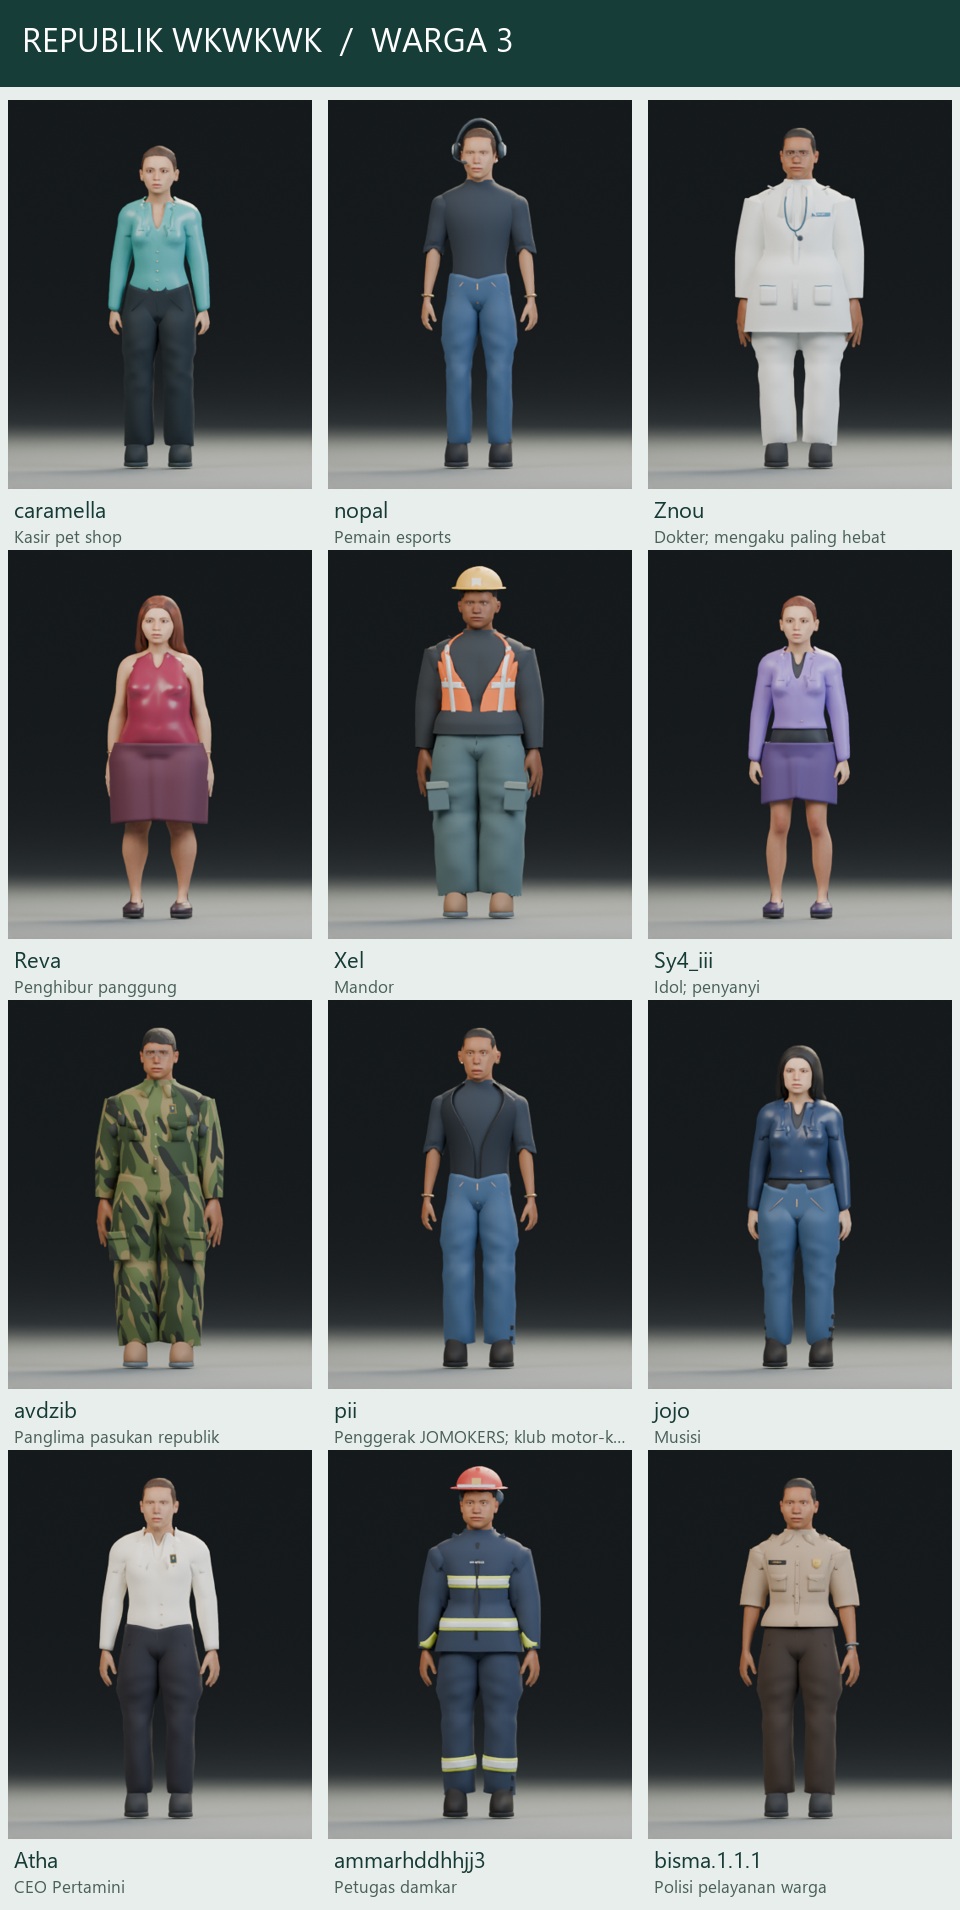 REPUBLIK WKWKWK / WARGA 3
caramella
Kasir pet shop
nopal
Pemain esports
Znou
Dokter; mengaku paling hebat
Reva
Penghibur panggung
Xel
Mandor
Sy4_iii
Idol; penyanyi
avdzib
Panglima pasukan republik
pii
Penggerak JOMOKERS; klub motor-k...
jojo
Musisi
Atha
CEO Pertamini
ammarhddhhjj3
Petugas damkar
bisma.1.1.1
Polisi pelayanan warga